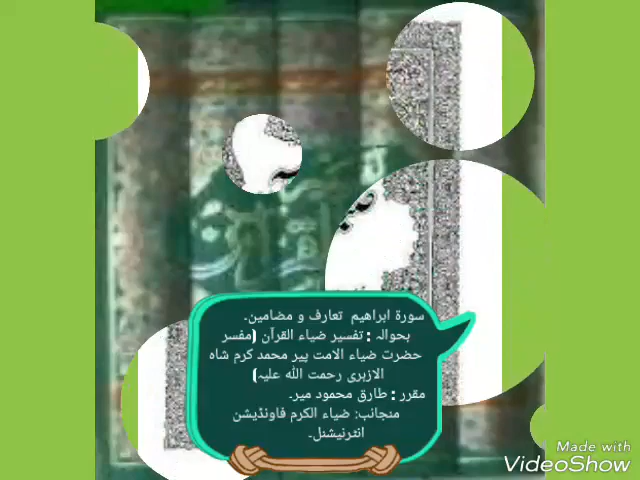 سورۃ ابراھیم تعارف و مضامین۔
بحوالہ : تفسیر ضیاء القرآن (مفسر
حضرت ضیاء الامت پیر محمد کرم شاہ
الازہری رحمت اللہ علیہ)
مقرر : طارق محمود میر۔
منجانب: ضیاء الکرم فاونڈیشن
انٹرنیشنل۔
Made with
VideoShow